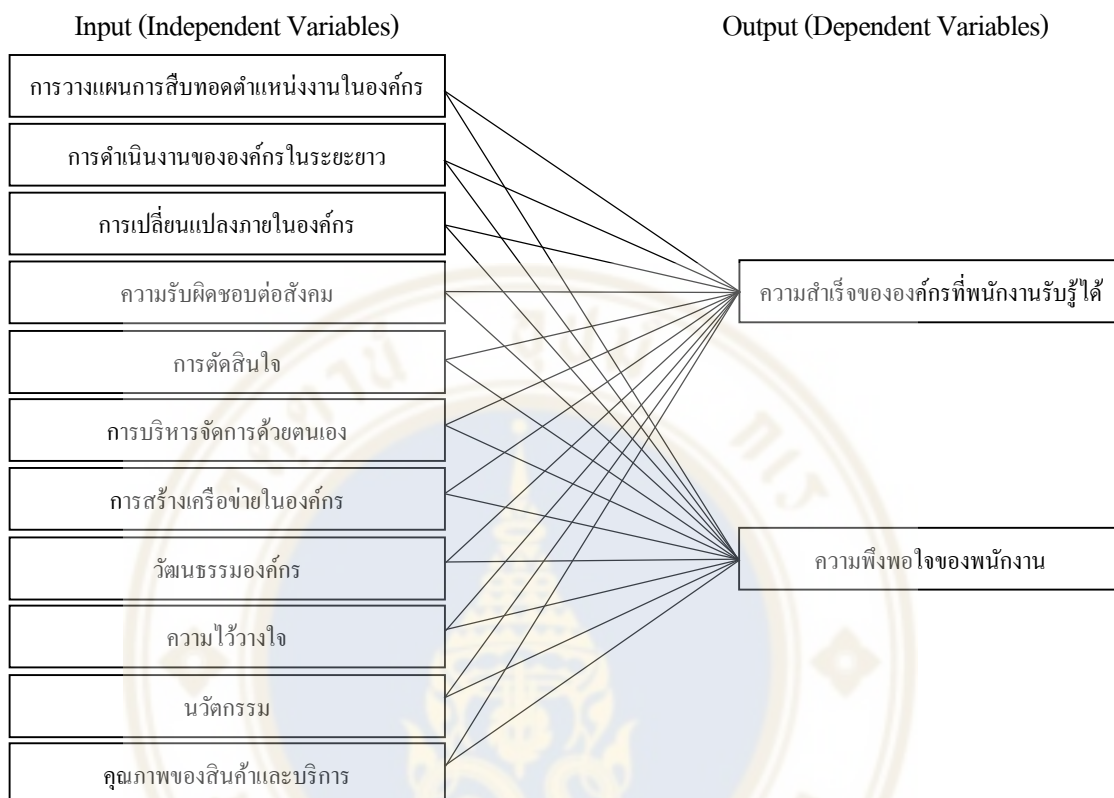 Input (Independent Variables)
Output (Dependent Variables)
การวางแผนการสืบทอดตำแหน่งงานในองค์กร
การดำเนินงานขององค์กรในระยะยาว
การเปลี่ยนแปลงภายในองค์กร
ความรับผิดชอบต่อสังคม
การตัดสินใจ
การบริหารจัดการด้วยตนเอง
การสร้างเครือข่ายในองค์กร
วัฒนธรรมองค์กร
ความไว้วางใจ
นวัตกรรม
คุณภาพของสินค้าและบริการ
ความสำเร็จขององค์กรที่พนักงานรับรู้ได้
ความพึงพอใจของพนักงาน